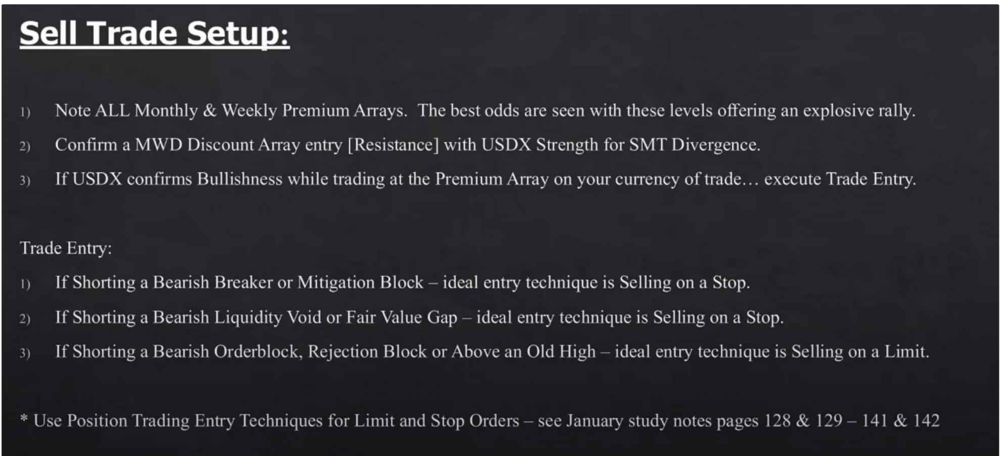 Sell Trade Setup:
1) Note ALL Monthly & Weekly Premium Arrays.  The best odds are seen with these levels offering an explosive rally.
2) Confirm a MWD Discount Array entry [Resistance] with USDX Strength for SMT Divergence.
3) If USDX confirms Bullishness while trading at the Premium Array on your currency of trade… execute Trade Entry.
Trade Entry:
1) If Shorting a Bearish Breaker or Mitigation Block – ideal entry technique is Selling on a Stop.
2) If Shorting a Bearish Liquidity Void or Fair Value Gap – ideal entry technique is Selling on a Stop.
3) If Shorting a Bearish Orderblock, Rejection Block or Above an Old High – ideal entry technique is Selling on a Limit.
* Use Position Trading Entry Techniques for Limit and Stop Orders – see January study notes pages 128 & 129 – 141 & 142